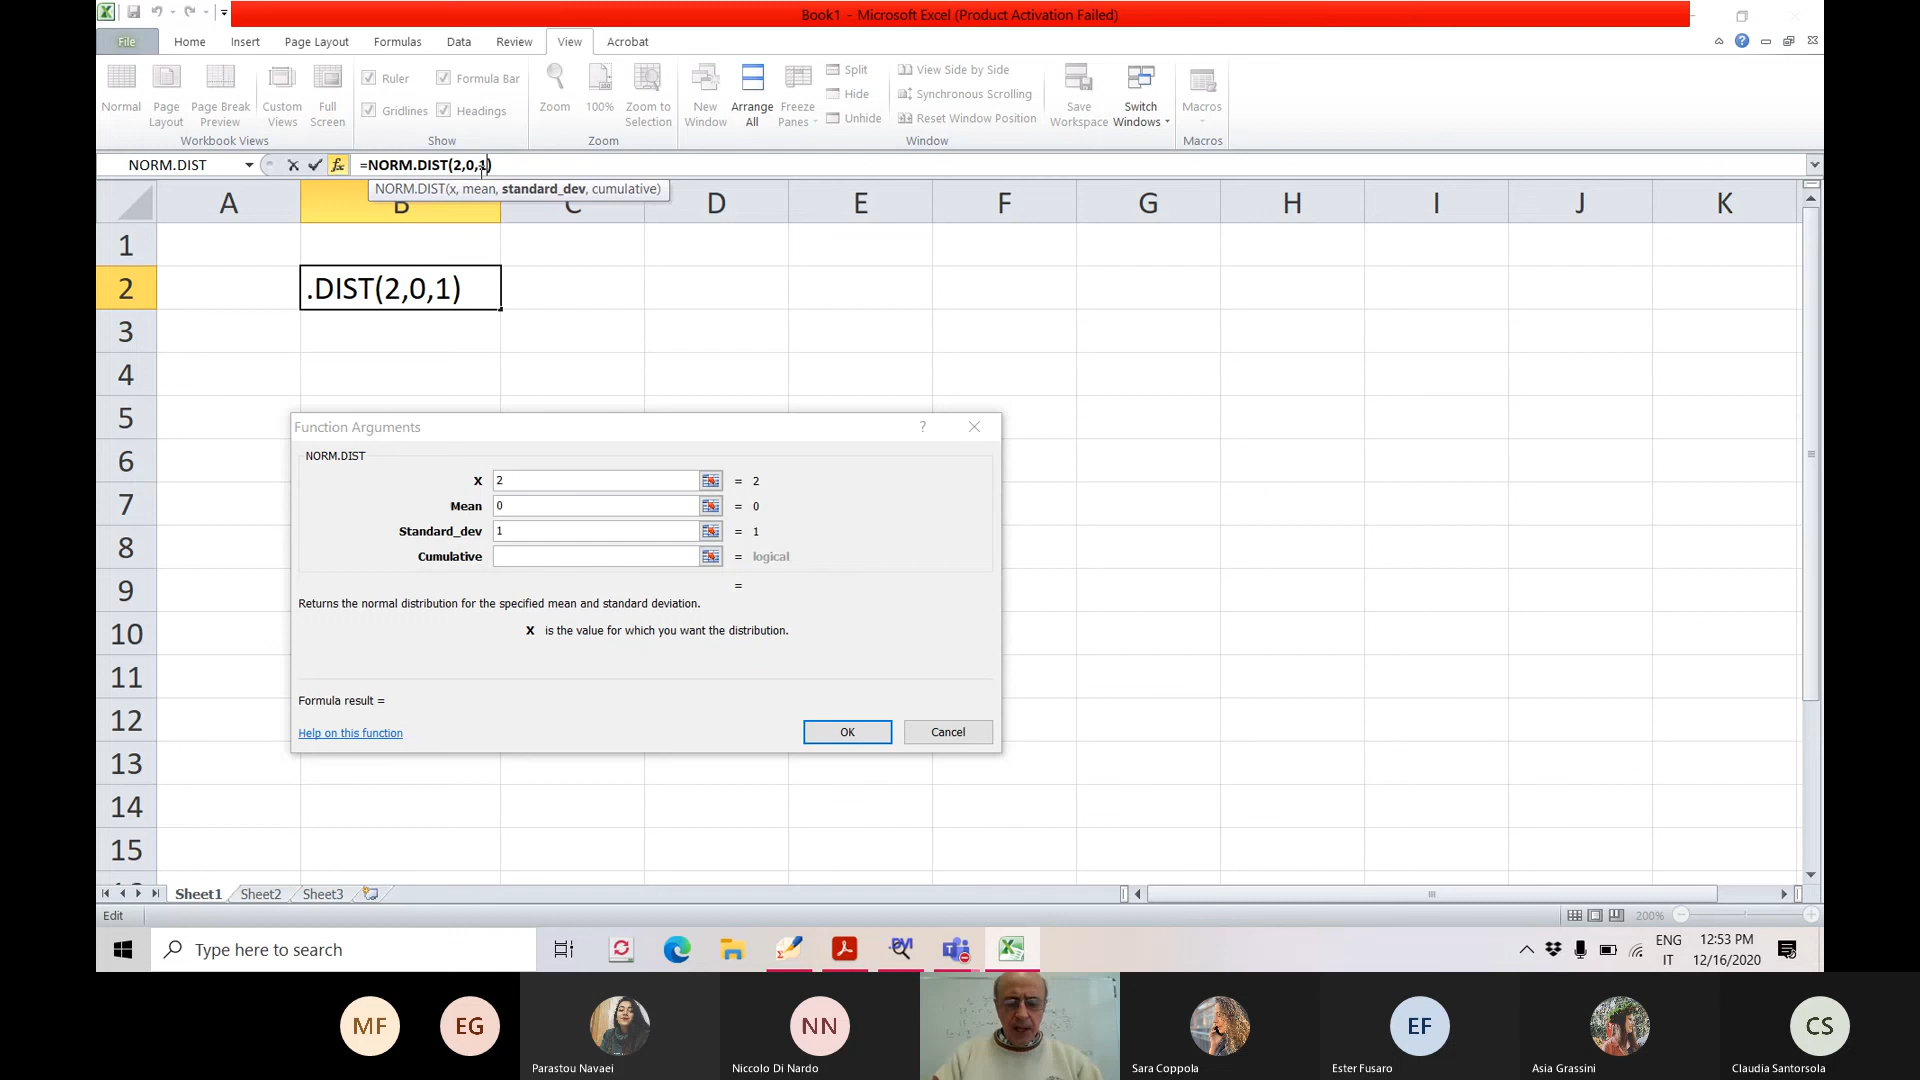 Book1 - Microsoft Excel (Product Activation Failed)
File Home Insert Page Layout Formulas Data Review View Acrobat
Normal Page Layout Page Break Preview Custom Views Full Screen
Workbook Views
Ruler Formula Bar
Gridlines Headings
Show
Zoom 100% Zoom to Selection
Zoom
New Window Arrange All Freeze Panes
Split
Hide
Unhide
View Side by Side
Synchronous Scrolling
Reset Window Position
Save Workspace Switch Windows
Window
Macros
Macros
NORM.DIST =NORM.DIST(2,0,1)
NORM.DIST(x, mean, standard_dev, cumulative)
A B C D E F G H I J K
1
2 .DIST(2,0,1)
3
4
5
6
7
8
9
10
11
12
13
14
15
Function Arguments ?
NORM.DIST
X 2 = 2
Mean 0 = 0
Standard_dev 1 = 1
Cumulative = logical
=
Returns the normal distribution for the specified mean and standard deviation.
X is the value for which you want the distribution.
Formula result =
Help on this function OK Cancel
Sheet1 Sheet2 Sheet3
Edit 200%
Type here to search
ENG
IT
12:53 PM
12/16/2020
MF EG NN EF CS
Parastou Navaei Niccolo Di Nardo Sara Coppola Ester Fusaro Asia Grassini Claudia Santorsola